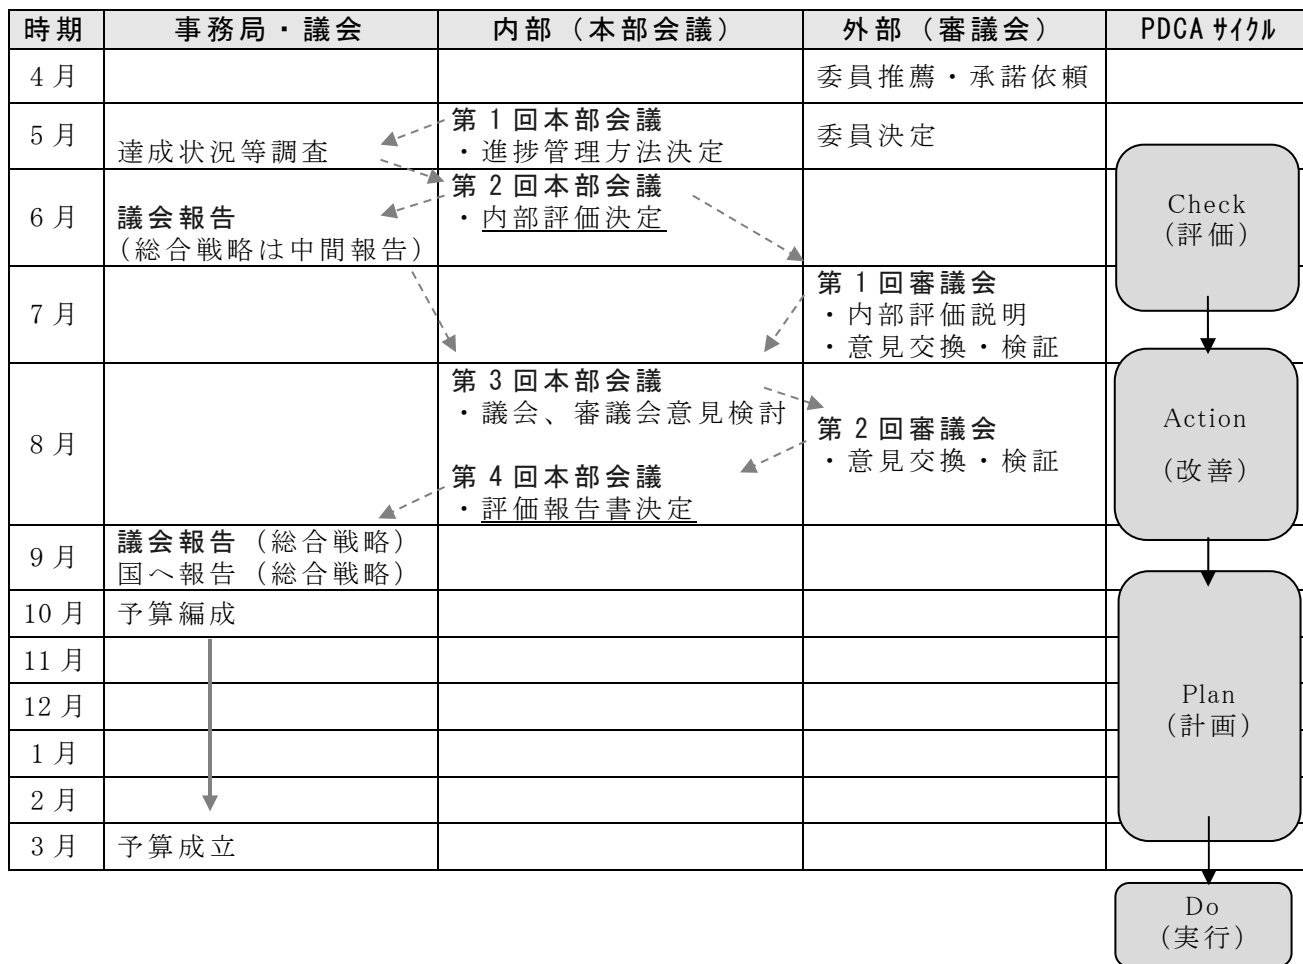 時期 事務局・議会 内部（本部会議） 外部（審議会） PDCAサイクル
4月 委員推薦・承諾依頼
5月 達成状況等調査
第1回本部会議
・進捗管理方法決定
委員決定
6月 議会報告
（総合戦略は中間報告）
第2回本部会議
・内部評価決定
Check
（評価）
7月
第1回審議会
・内部評価説明
・意見交換・検証
8月
第3回本部会議
・議会、審議会意見検討
第4回本部会議
・評価報告書決定
第2回審議会
・意見交換・検証
Action
（改善）
9月
議会報告（総合戦略）
国へ報告（総合戦略）
10月 予算編成
11月
12月
1月
2月
Plan
（計画）
3月 予算成立
Do
（実行）